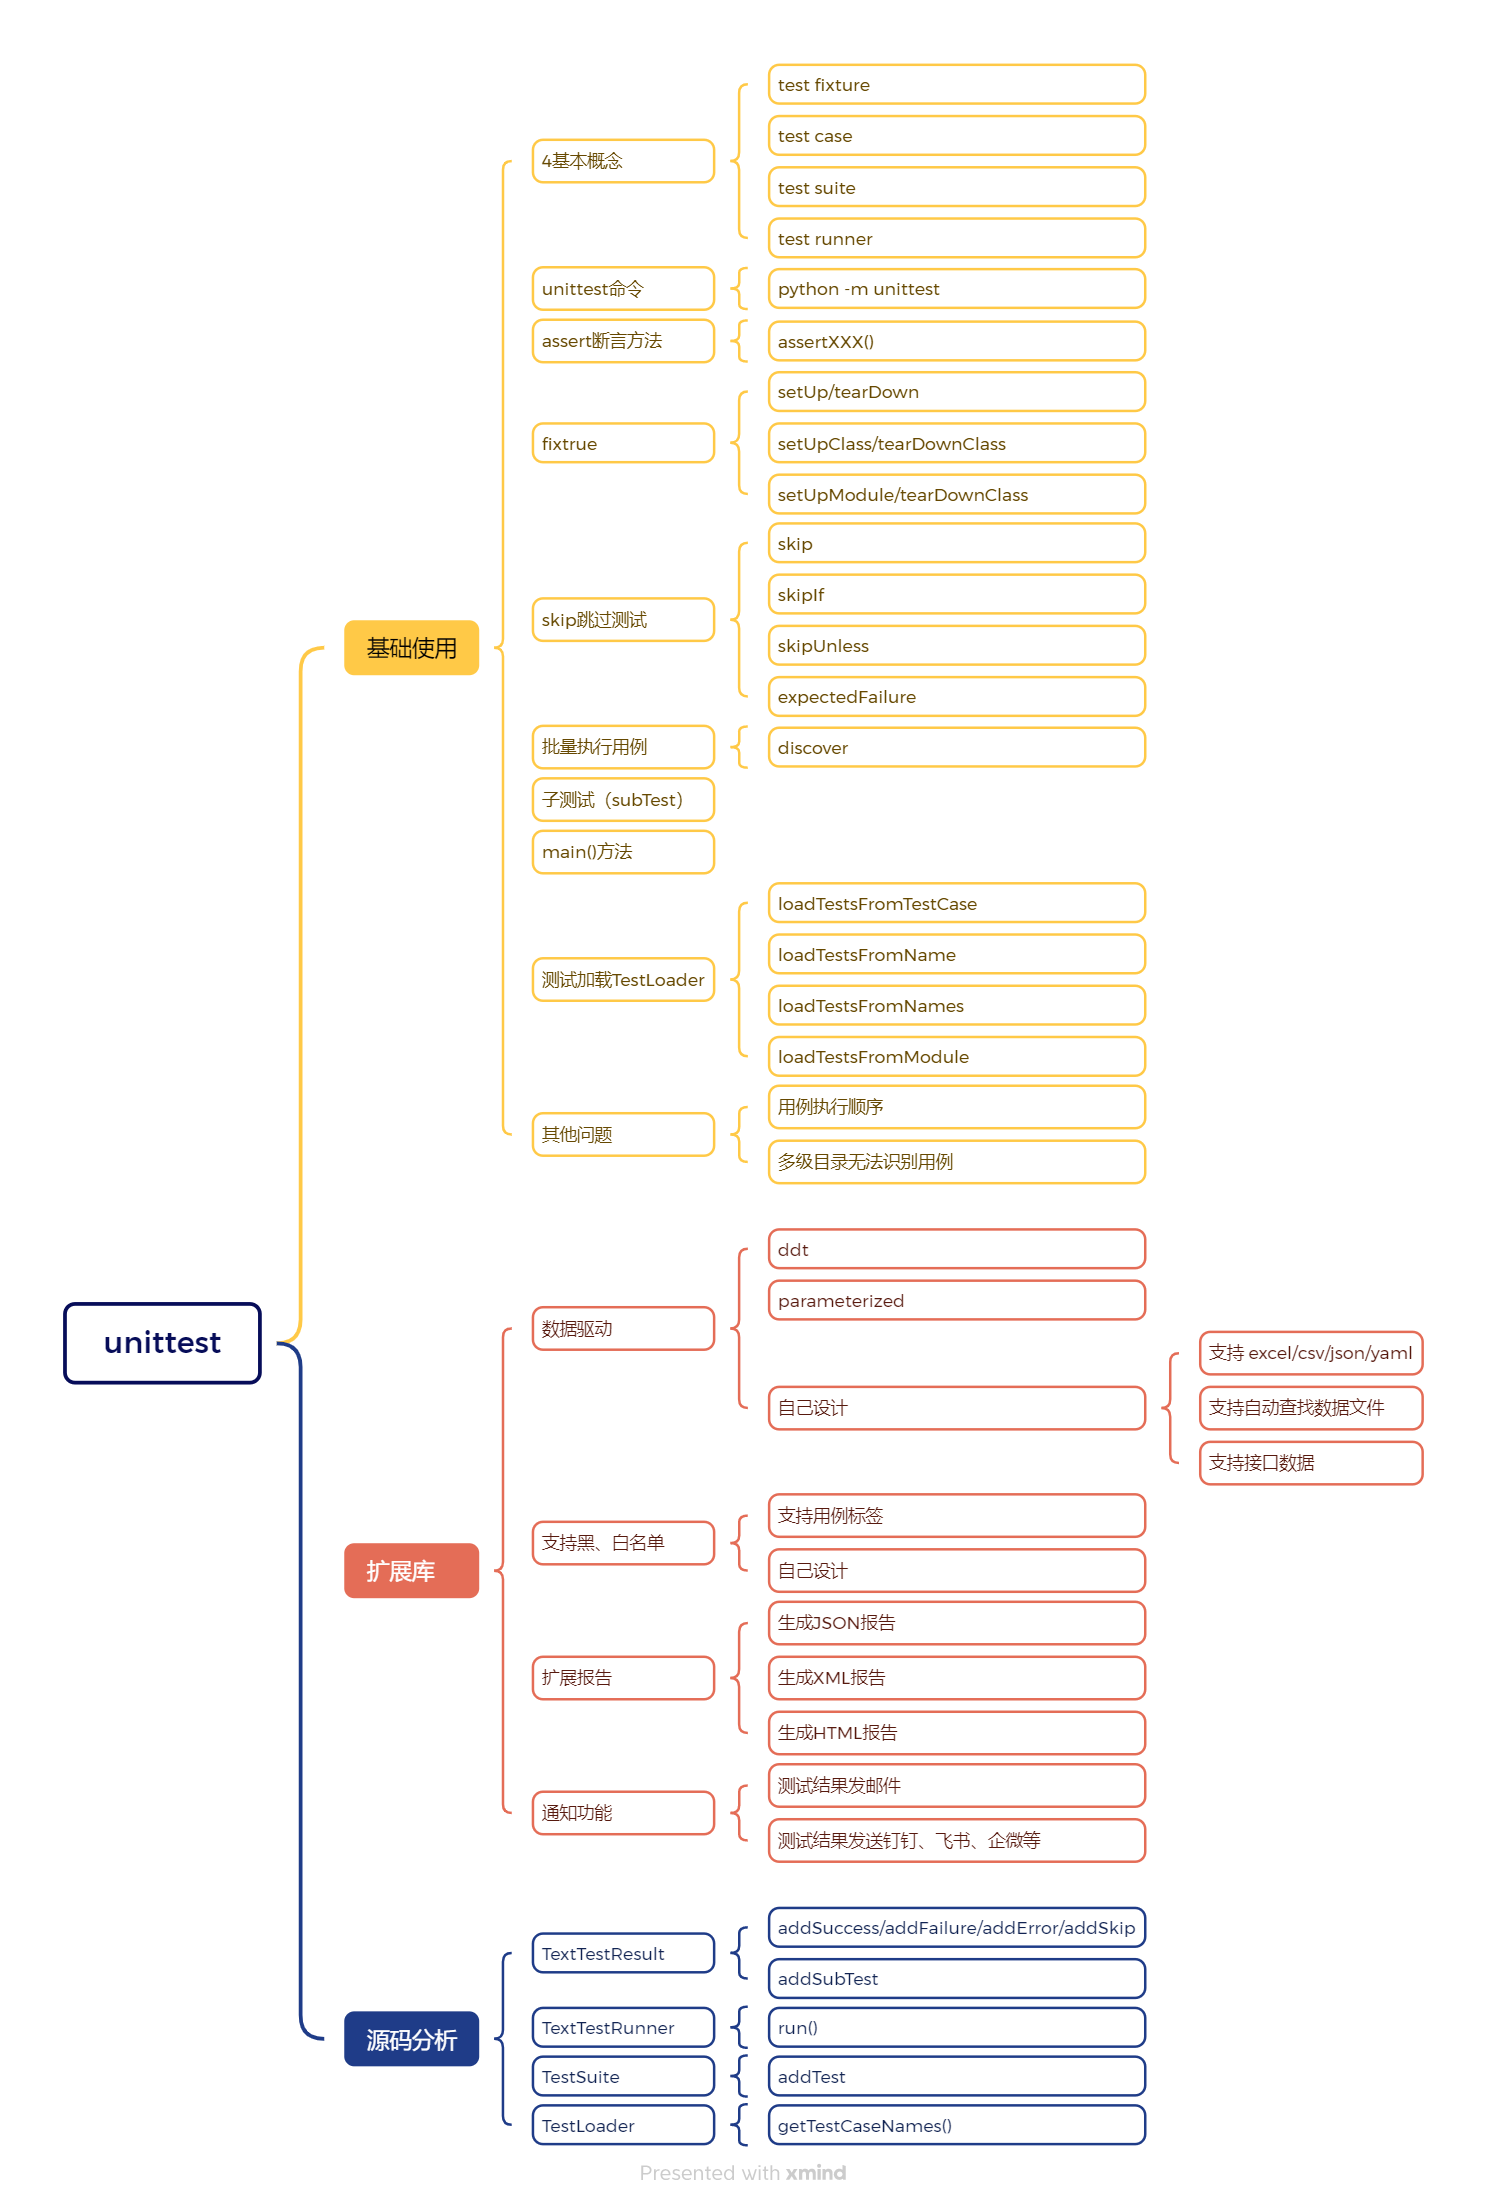 unittest
基础使用
4基本概念
test fixture
test case
test suite
test runner
unittest命令
python -m unittest
assert断言方法
assertXXX()
fixtrue
setUp/tearDown
setUpClass/tearDownClass
setUpModule/tearDownClass
skip跳过测试
skip
skipIf
skipUnless
expectedFailure
批量执行用例
discover
子测试（subTest）
main()方法
测试加载TestLoader
loadTestsFromTestCase
loadTestsFromName
loadTestsFromNames
loadTestsFromModule
其他问题
用例执行顺序
多级目录无法识别用例
扩展库
数据驱动
ddt
parameterized
自己设计
支持 excel/csv/json/yaml
支持自动查找数据文件
支持接口数据
支持黑、白名单
支持用例标签
自己设计
扩展报告
生成JSON报告
生成XML报告
生成HTML报告
通知功能
测试结果发邮件
测试结果发送钉钉、飞书、企微等
源码分析
TextTestResult
addSuccess/addFailure/addError/addSkip
addSubTest
TextTestRunner
run()
TestSuite
addTest
TestLoader
getTestCaseNames()
Presented with xmind